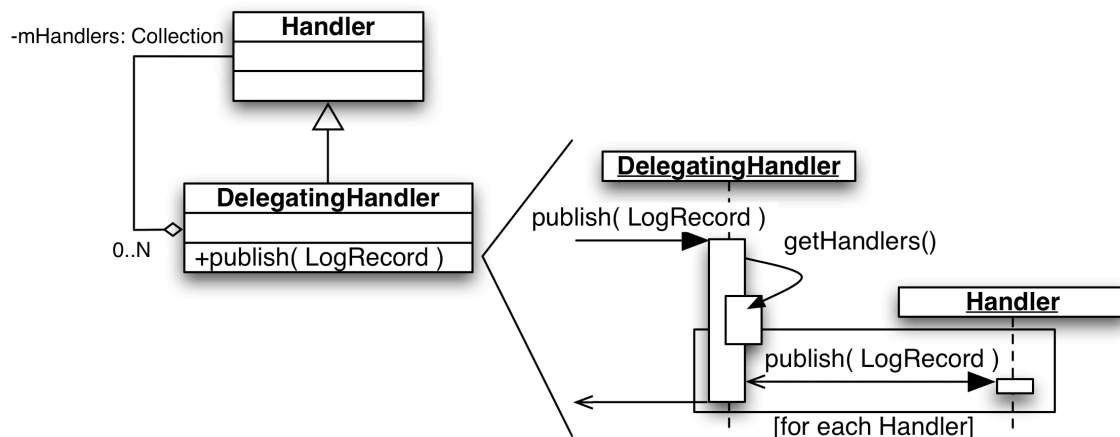 Handler
-mHandlers: Collection
DelegatingHandler
0..N
+publish( LogRecord )
DelegatingHandler
publish( LogRecord )
getHandlers()
Handler
publish( LogRecord )
[for each Handler]